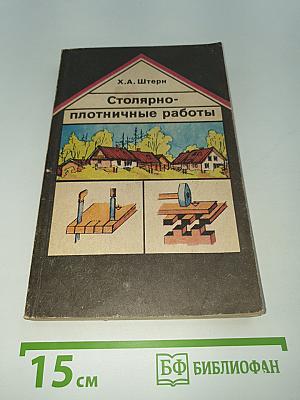 Х.А. Штерн
Столярно-
плотничные работы
15 см
БФ БИБЛИОФАН